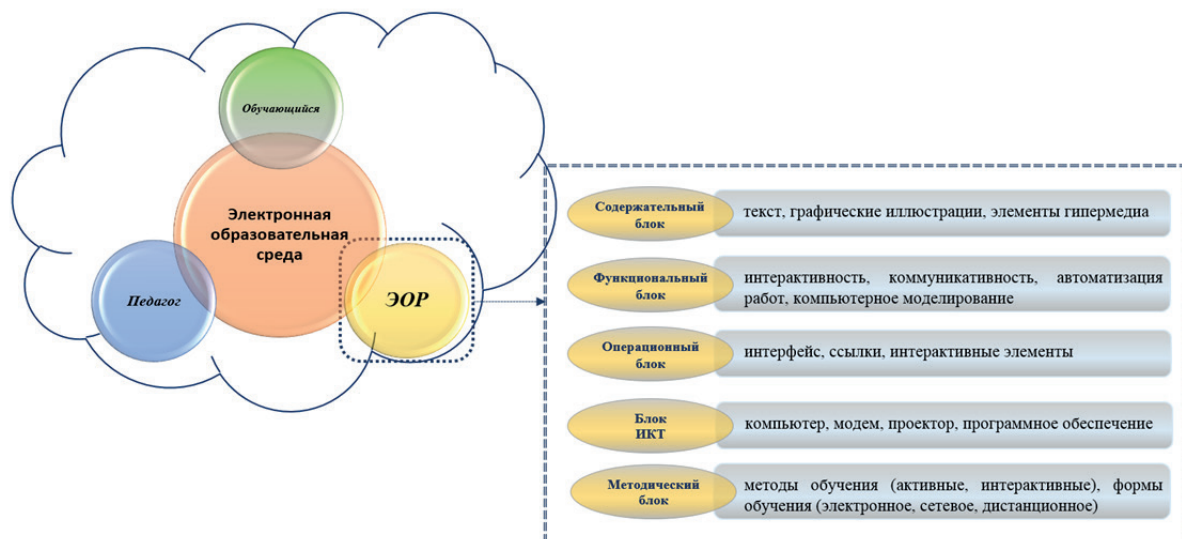 Обучающийся
Электронная
образовательная
среда
Педагог
ЭОР
Содержательный
блок
текст, графические иллюстрации, элементы гипермедиа
Функциональный
блок
интерактивность, коммуникативность, автоматизация
работ, компьютерное моделирование
Операционный
блок
интерфейс, ссылки, интерактивные элементы
Блок
ИКТ
компьютер, модем, проектор, программное обеспечение
Методический
блок
методы обучения (активные, интерактивные), формы
обучения (электронное, сетевое, дистанционное)